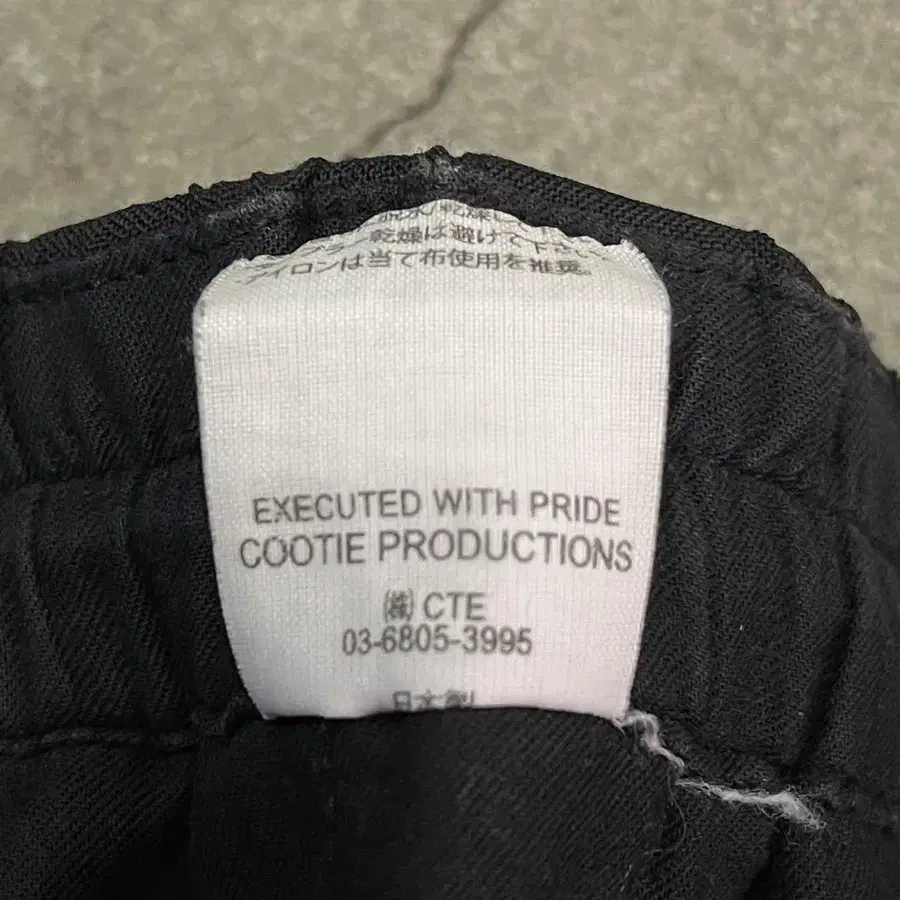 脱水/乾燥
乾燥は避けて下さい
アイロンは当て布使用を推奨。
EXECUTED WITH PRIDE
COOTIE PRODUCTIONS
㈱ CTE
03-6805-3995
日本製